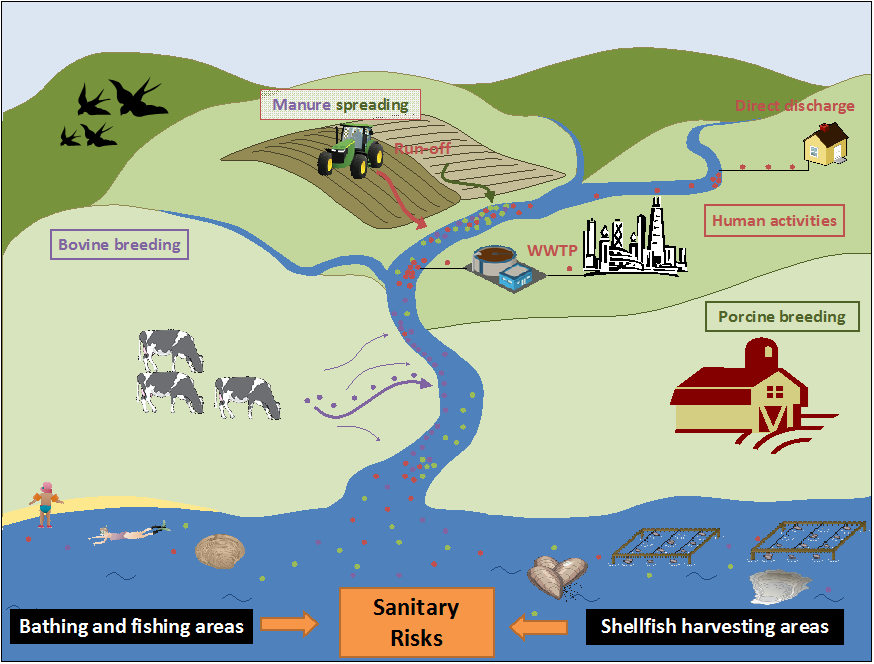 Manure spreading
Direct discharge
Run-off
Human activities
Bovine breeding
WWTP
Porcine breeding
Sanitary
Risks
Bathing and fishing areas
Shellfish harvesting areas